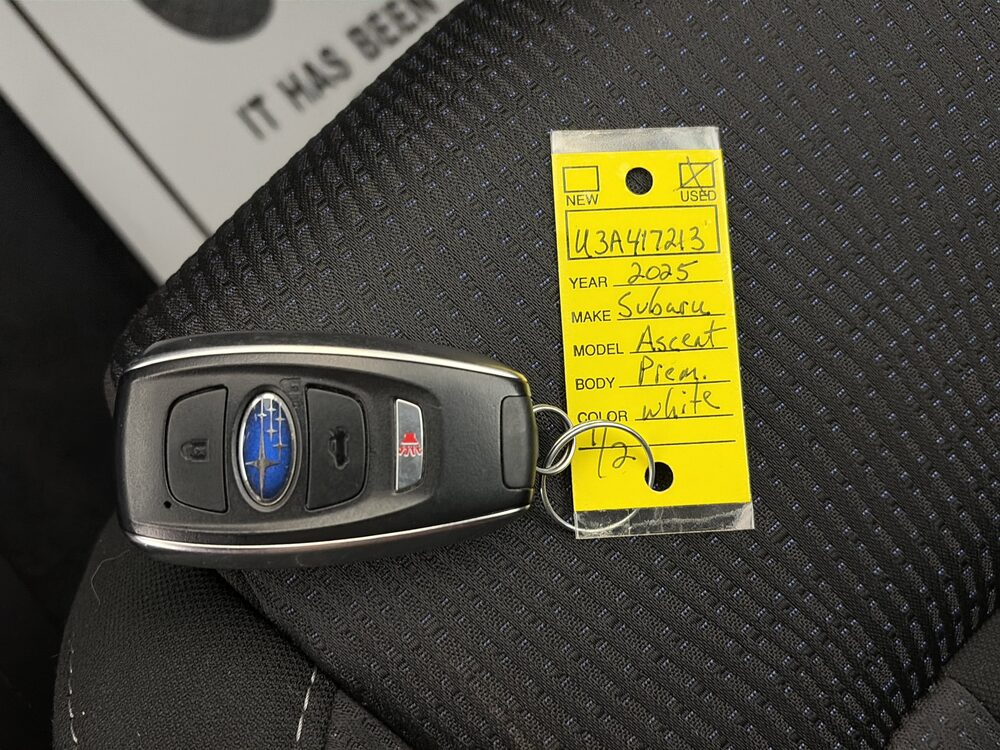 IT HAS BEEN
NEW USED
U3A417213
YEAR 2025
MAKE Subaru
MODEL Ascent
BODY Prem.
COLOR white
1/2